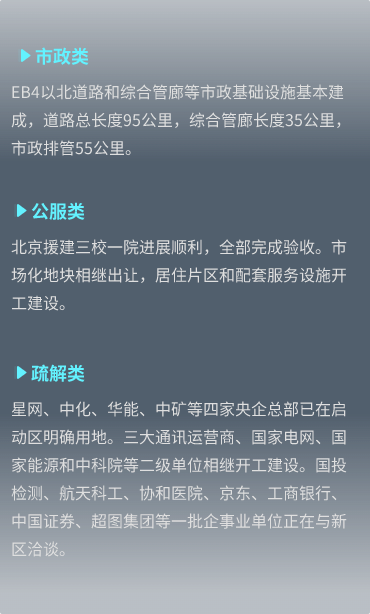 市政类
EB4以北道路和综合管廊等市政基础设施基本建
成，道路总长度95公里，综合管廊长度35公里，
市政排管55公里。
公服类
北京援建三校一院进展顺利，全部完成验收。市
场化地块相继出让，居住片区和配套服务设施开
工建设。
疏解类
星网、中化、华能、中矿等四家央企总部已在启
动区明确用地。三大通讯运营商、国家电网、国
家能源和中科院等二级单位相继开工建设。国投
检测、航天科工、协和医院、京东、工商银行、
中国证券、超图集团等一批企事业单位正在与新
区洽谈。